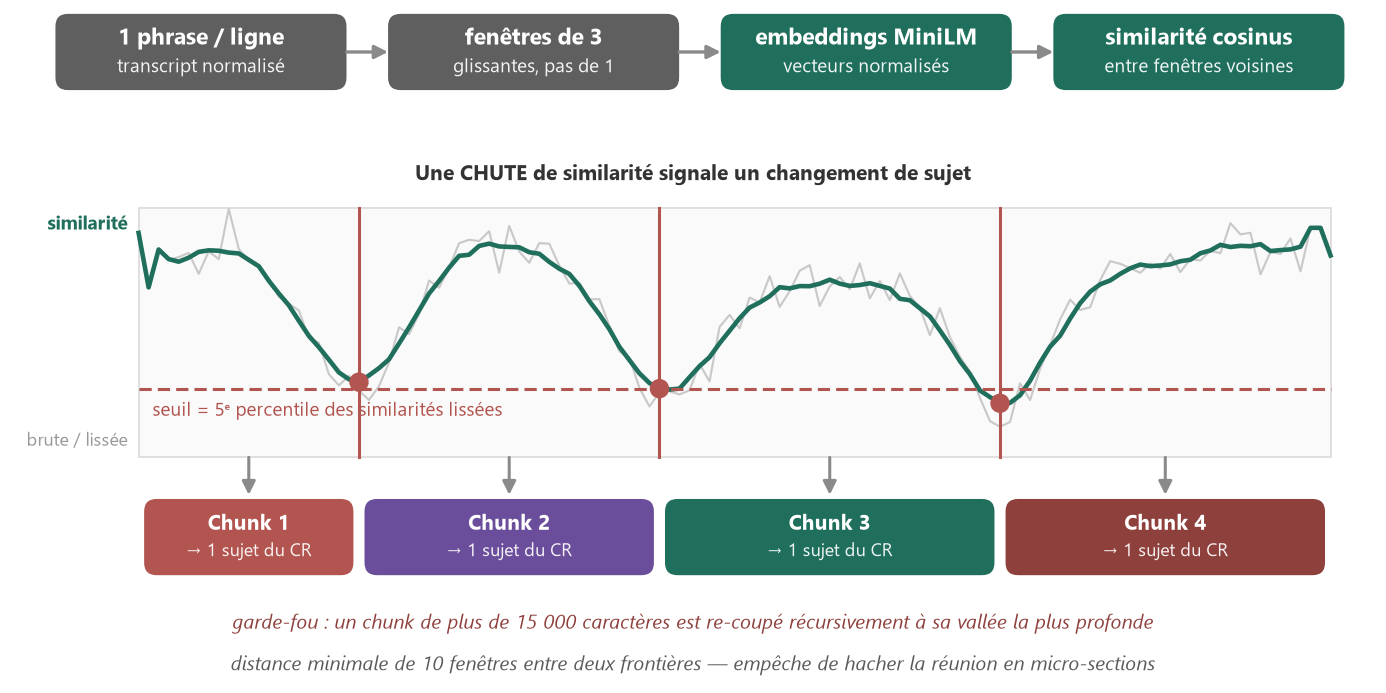 1 phrase / ligne
transcript normalisé
fenêtres de 3
glissantes, pas de 1
embeddings MiniLM
vecteurs normalisés
similarité cosinus
entre fenêtres voisines
Une CHUTE de similarité signale un changement de sujet
similarité
seuil = 5ᵉ percentile des similarités lissées
brute / lissée
Chunk 1
→ 1 sujet du CR
Chunk 2
→ 1 sujet du CR
Chunk 3
→ 1 sujet du CR
Chunk 4
→ 1 sujet du CR
garde-fou : un chunk de plus de 15 000 caractères est re-coupé récursivement à sa vallée la plus profonde
distance minimale de 10 fenêtres entre deux frontières — empêche de hacher la réunion en micro-sections